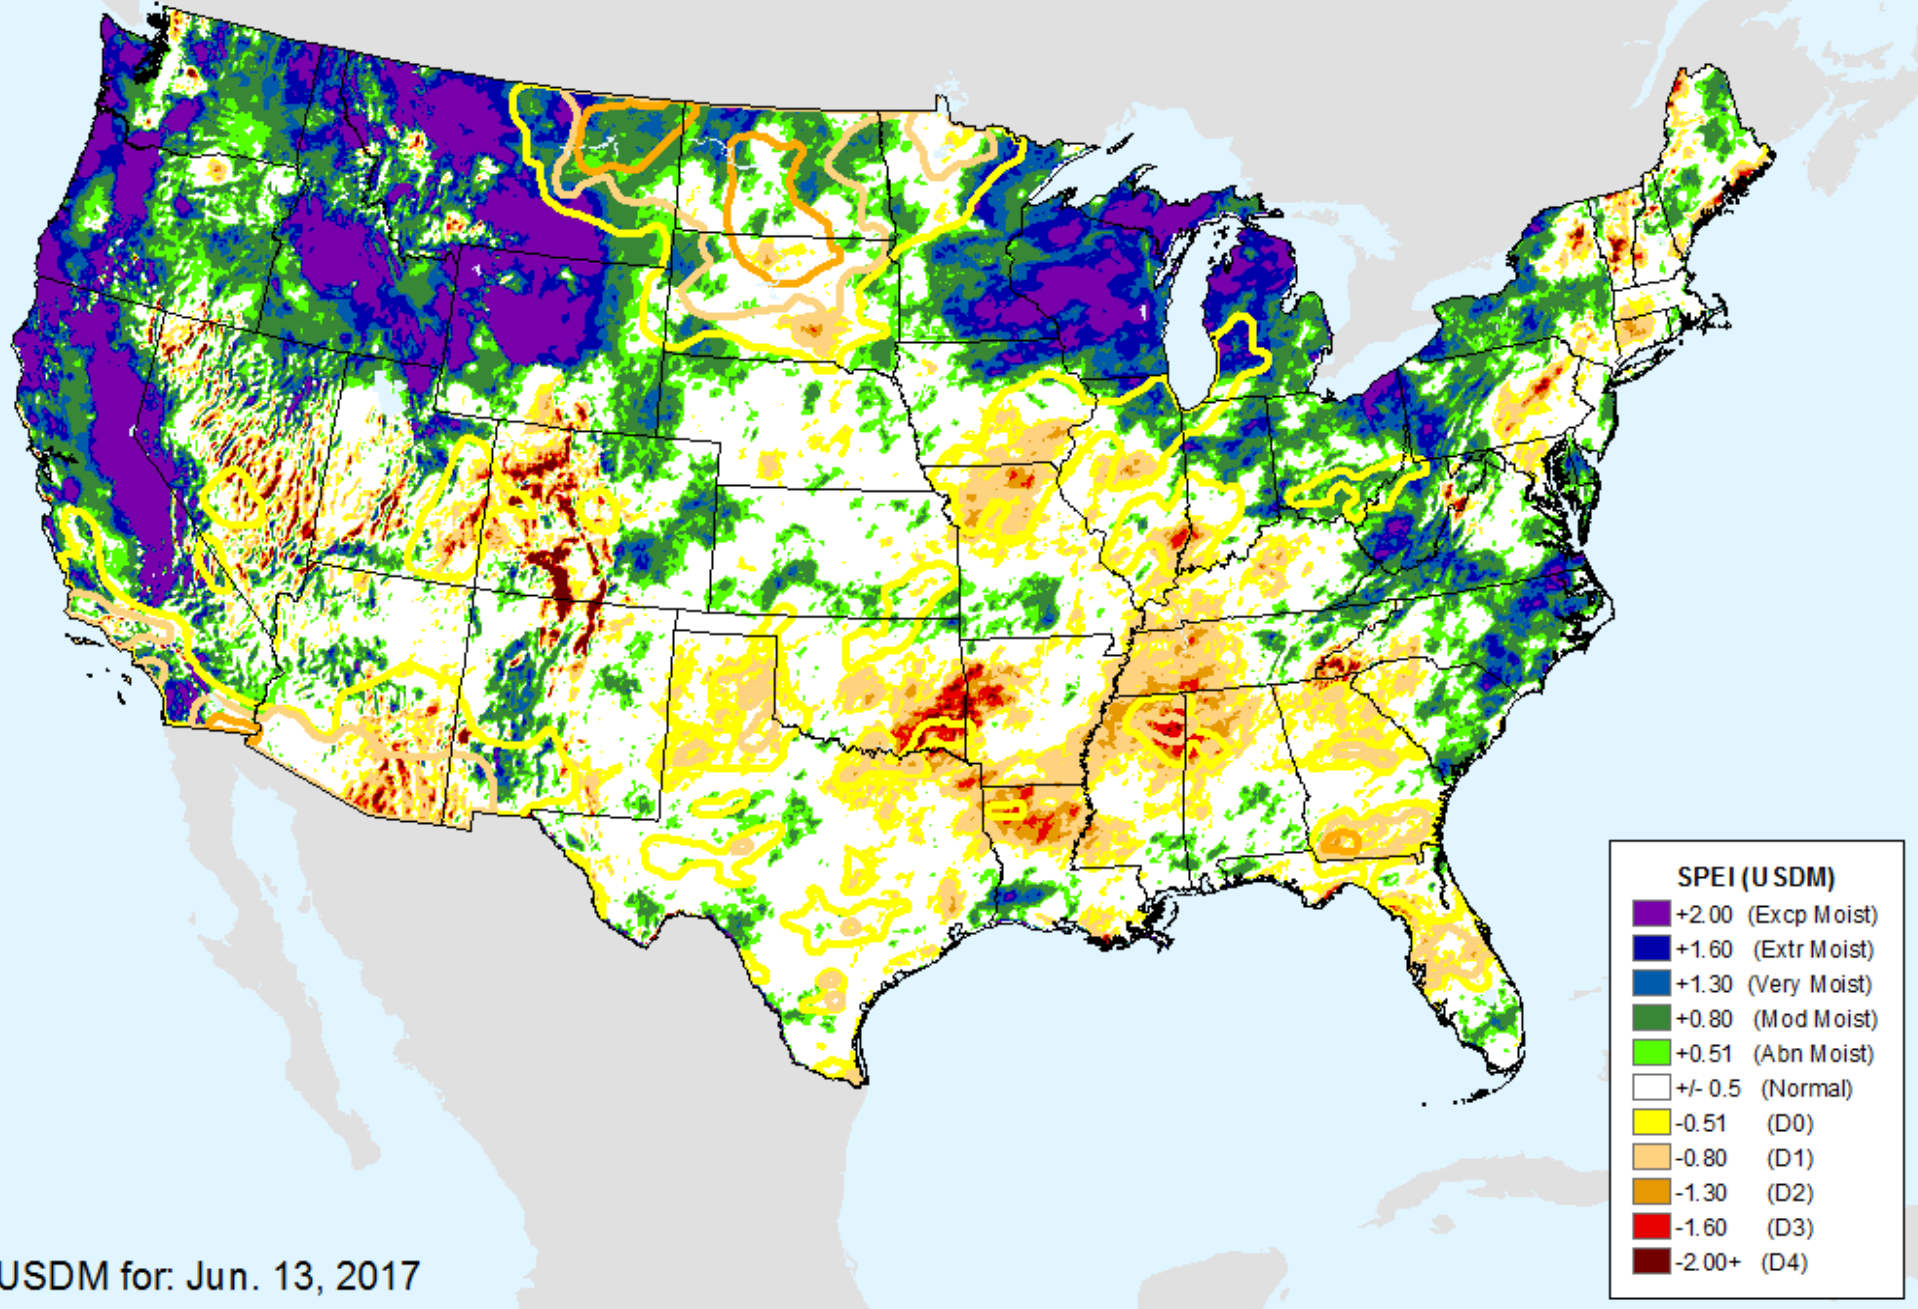 SPEI (USDM)
+2.00 (Excp Moist)
+1.60 (Extr Moist)
+1.30 (Very Moist)
+0.80 (Mod Moist)
+0.51 (Abn Moist)
+/- 0.5 (Normal)
-0.51 (D0)
-0.80 (D1)
-1.30 (D2)
-1.60 (D3)
-2.00+ (D4)
USDM for: Jun. 13, 2017